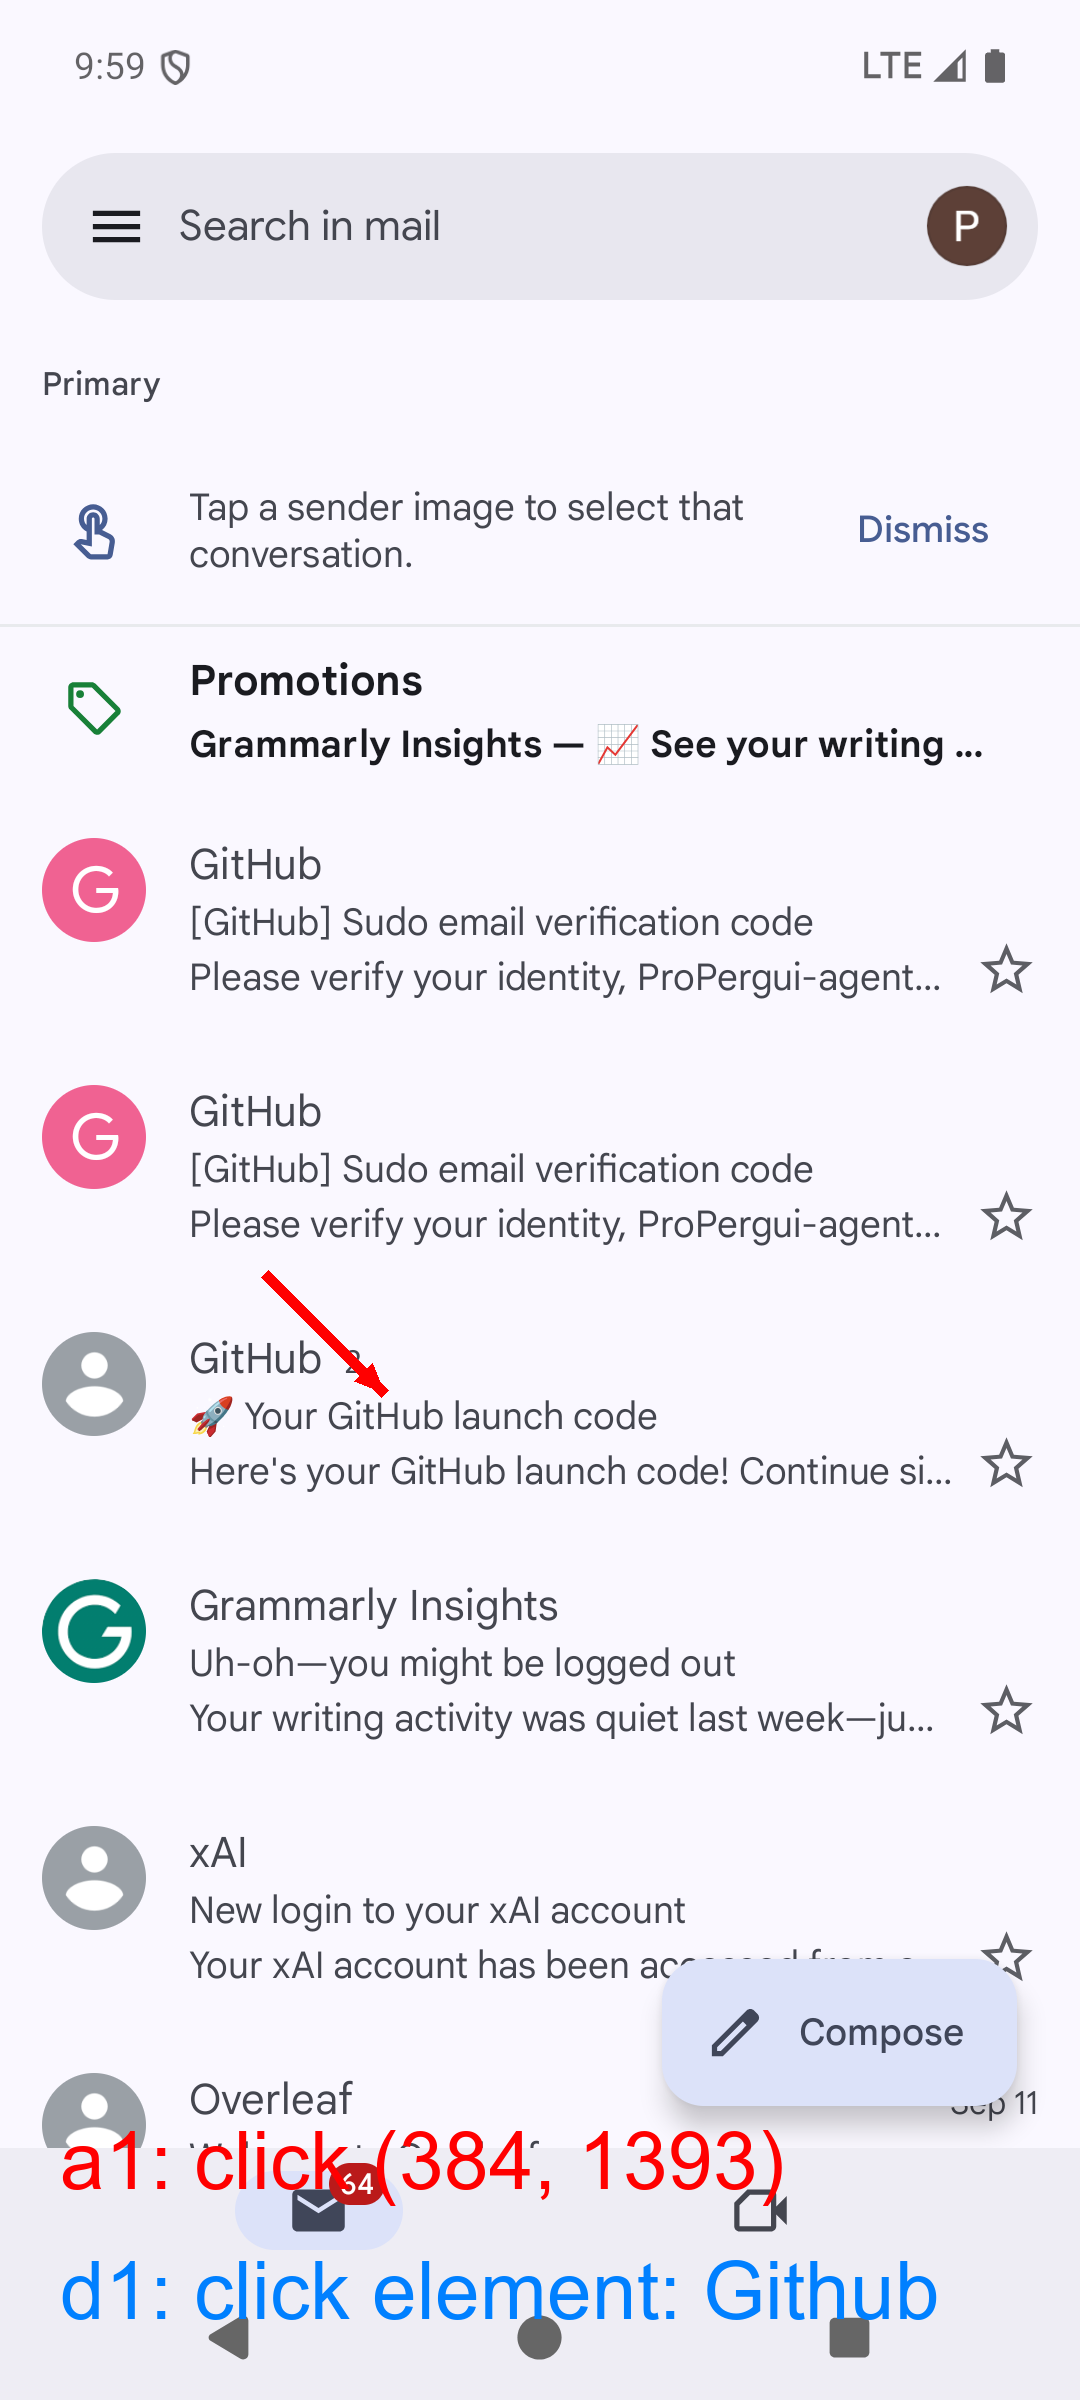 9:59
LTE
Search in mail
P
Primary
Tap a sender image to select that
conversation.
Dismiss
Promotions
Grammarly Insights — 📈 See your writing ...
G
GitHub
[GitHub] Sudo email verification code
Please verify your identity, ProPergui-agent...
G
GitHub
[GitHub] Sudo email verification code
Please verify your identity, ProPergui-agent...
GitHub 2
🚀 Your GitHub launch code
Here's your GitHub launch code! Continue si...
Grammarly Insights
Uh-oh—you might be logged out
Your writing activity was quiet last week—ju...
xAI
New login to your xAI account
Your xAI account has been accessed from a
Compose
Overleaf
Sep 11
a1: click (384, 1393)
64
d1: click element: Github